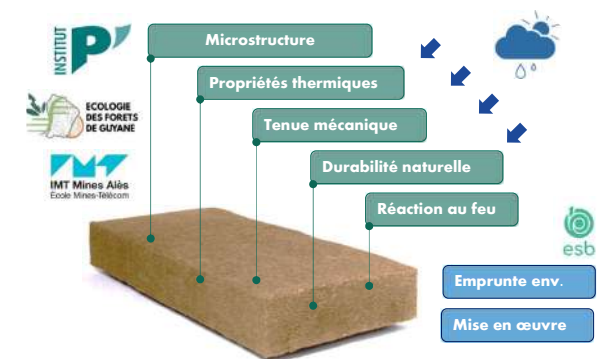 INSTITUT
P'
Microstructure
Propriétés thermiques
ECOLOGIE
DES FORETS
DE GUYANE
Tenue mécanique
Durabilité naturelle
IMT Mines Alès
École Mines-Télécom
Réaction au feu
esb
Emprunte env.
Mise en œuvre